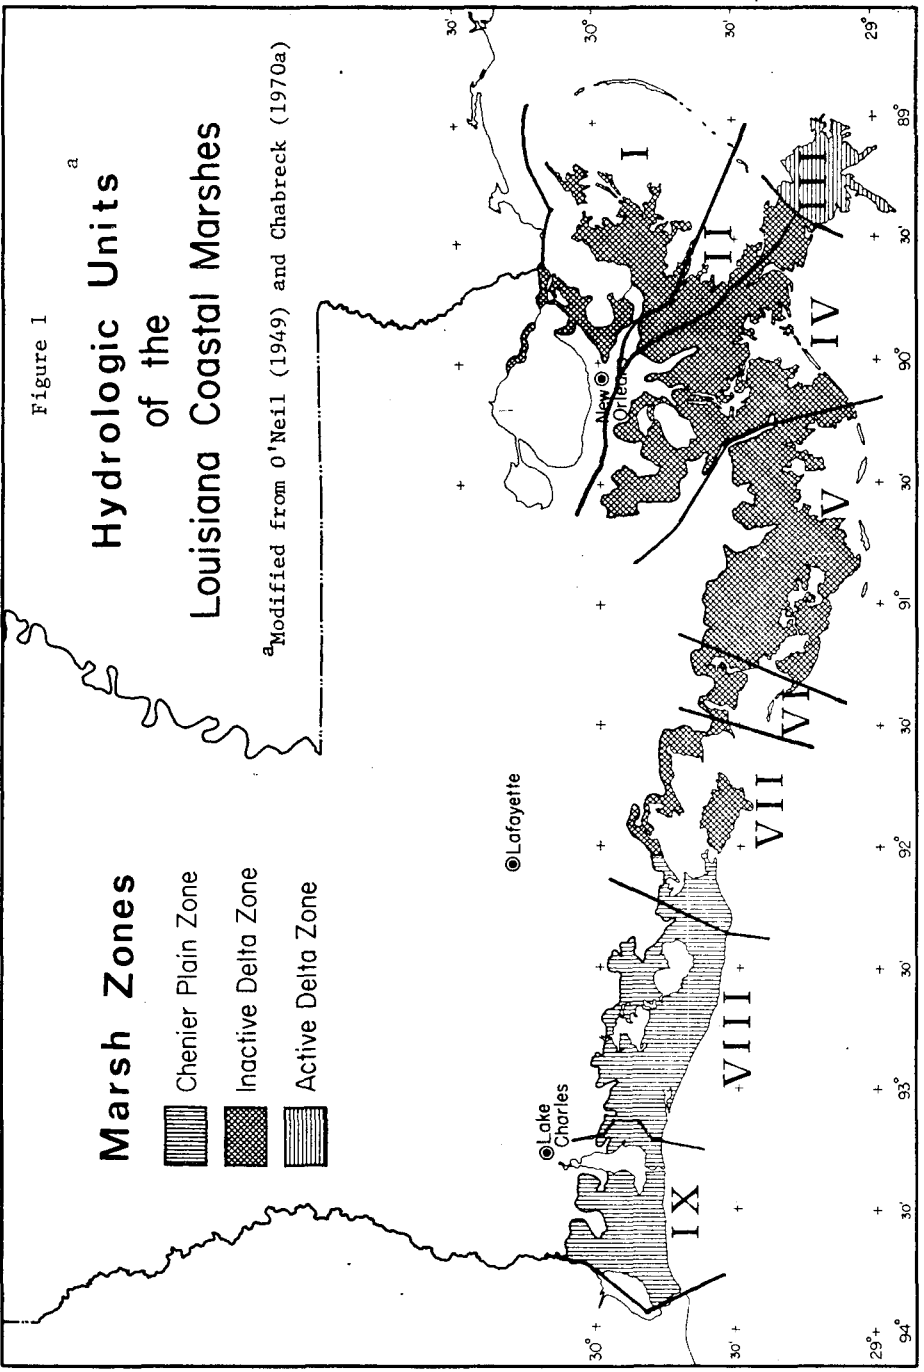 Figure 1
Hydrologic Units a
of the
Louisiana Coastal Marshes
aModified from O'Neil (1949) and Chabreck (1970a)
Marsh Zones
Chenier Plain Zone
Inactive Delta Zone
Active Delta Zone
Lafayette
Lake
Charles
New
Orleans
I
II
III
IV
V
VI
VII
VIII
IX
30'
30°
30'
29°
30°
30'
29°
94°
30'
93°
30'
92°
30'
91°
30'
90°
30'
89°